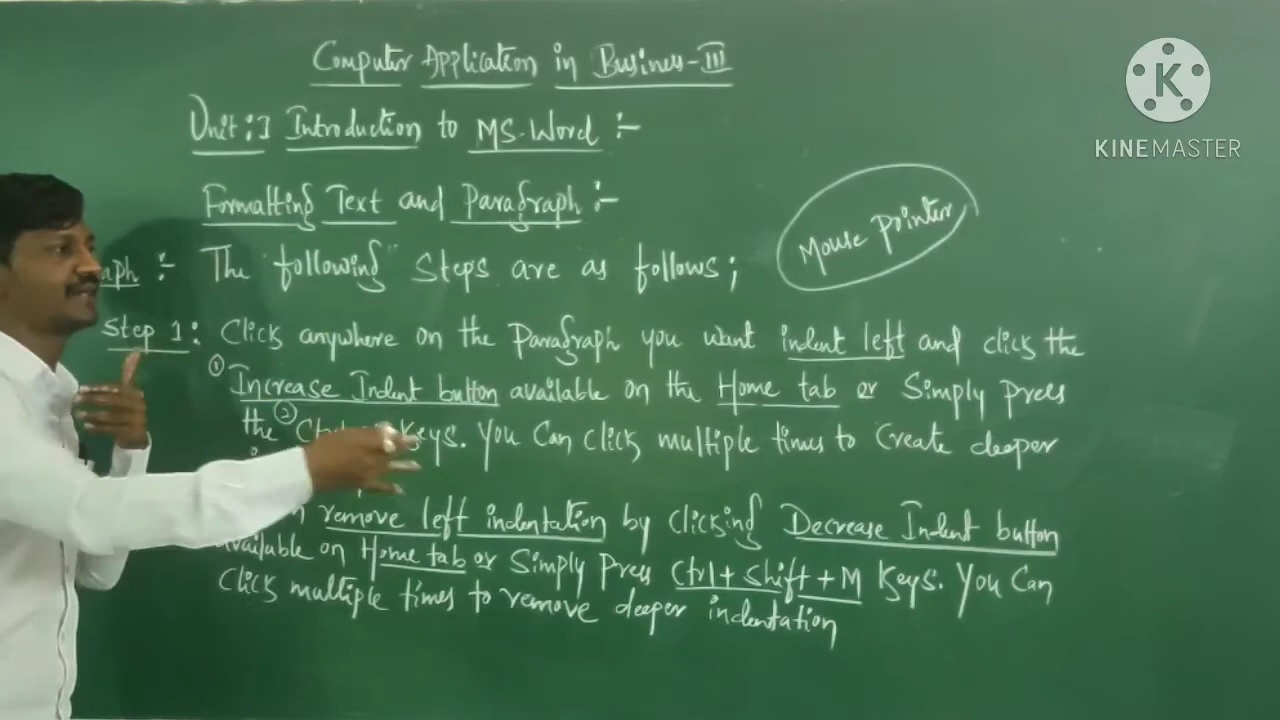 Computer Application in Business-III
KINEMASTER
Unit:I Introduction to MS-Word :-
Formatting Text and Paragraph :-
Mouse Pointer
aph :- The following Steps are as follows;
Step 1: Click anywhere on the Paragraph you want indent left and click the
① Increase Indent button available on the Home tab or Simply press
the ② Keys. You Can click multiple times to Create deeper
remove left indentation by clicking Decrease Indent button
available on Home tab or Simply Press Ctrl+Shift+M Keys. You Can
Click multiple times to remove deeper indentation